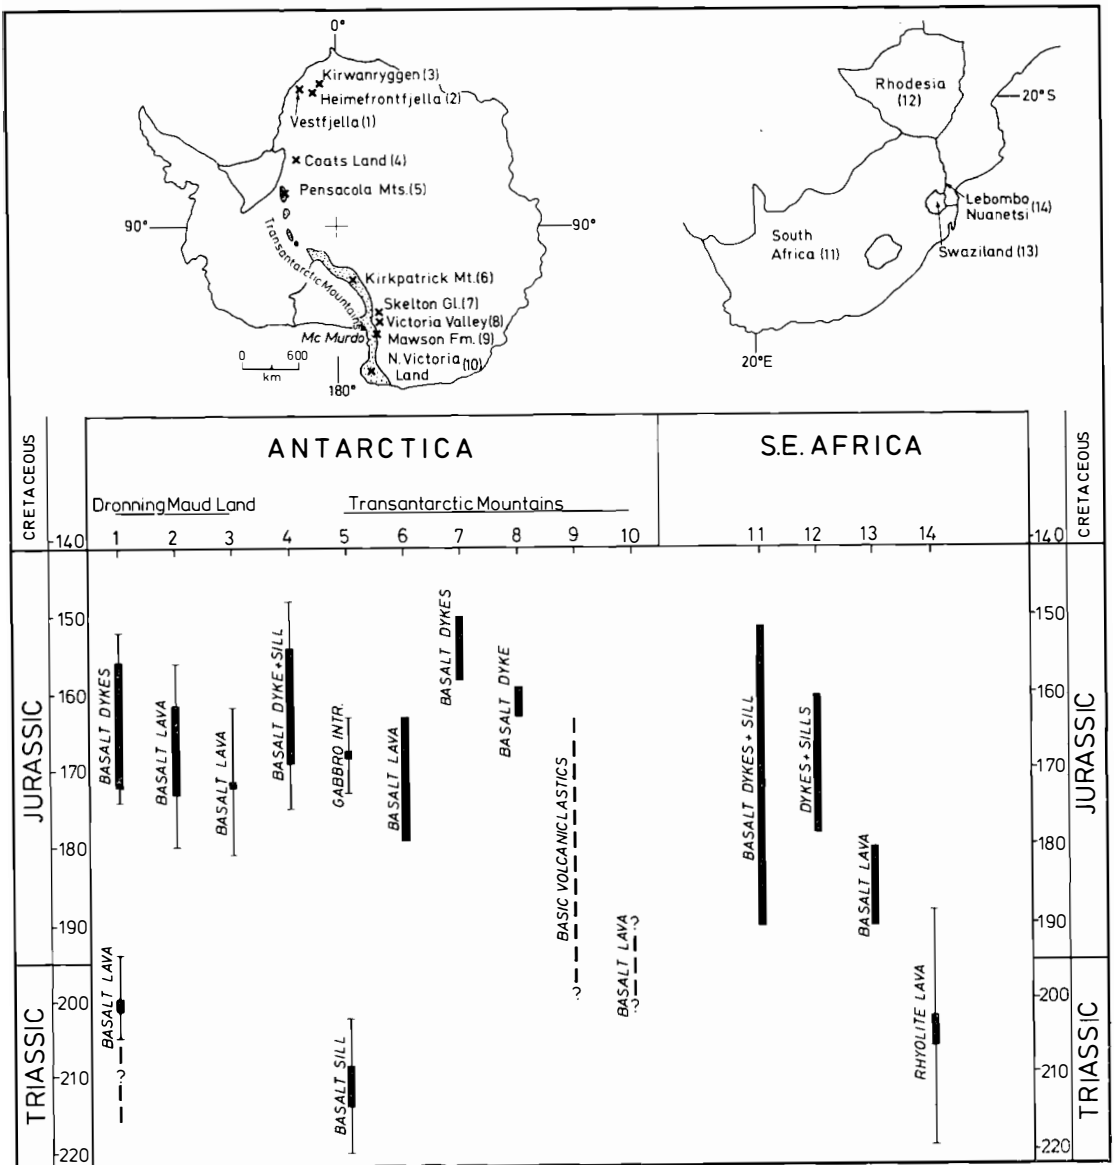 0°
Kirwanryggen (3)
Heimefrontfjella (2)
Vestfjella (1)
Coats Land (4)
Pensacola Mts. (5)
90°
90°
Transantarctic Mountains
Kirkpatrick Mt. (6)
Skelton Gl. (7)
Victoria Valley (8)
Mc Murdo
Mawson Fm. (9)
N. Victoria Land (10)
0 600
km
180°
Rhodesia
(12)
20°S
Lebombo
Nuanetsi (14)
South
Africa (11)
Swaziland (13)
20°E
CRETACEOUS
ANTARCTICA
S.E. AFRICA
CRETACEOUS
Dronning Maud Land
Transantarctic Mountains
140
1 2 3 4 5 6 7 8 9 10
11 12 13 14
140
JURASSIC
150
160
170
180
190
TRIASSIC
200
210
220
BASALT DYKES
BASALT LAVA
?
BASALT LAVA
BASALT LAVA
BASALT DYKE + SILL
GABBRO INTR.
BASALT SILL
BASALT LAVA
BASALT DYKES
BASALT DYKE
BASIC VOLCANICLASTICS
?
BASALT LAVA
?
?
BASALT DYKES + SILL
DYKES + SILLS
BASALT LAVA
RHYOLITE LAVA
150
160
170
180
190
200
210
220
JURASSIC
TRIASSIC